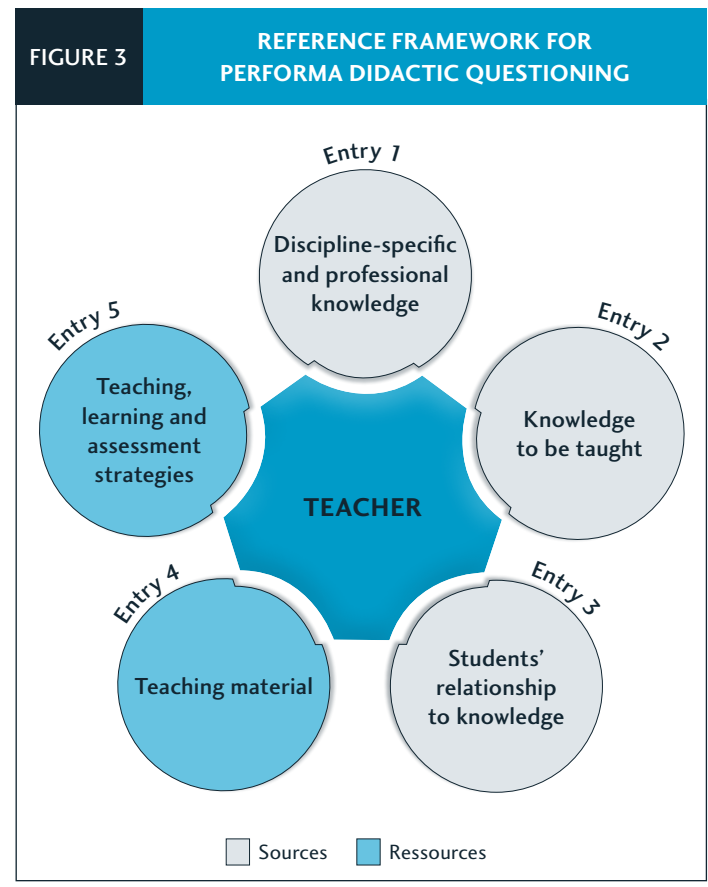 FIGURE 3
REFERENCE FRAMEWORK FOR
PERFORMA DIDACTIC QUESTIONING
Entry 1
Discipline-specific
and professional
knowledge
Entry 2
Knowledge
to be taught
Entry 3
Students'
relationship
to knowledge
Entry 4
Teaching material
Entry 5
Teaching,
learning and
assessment
strategies
TEACHER
Sources
Ressources